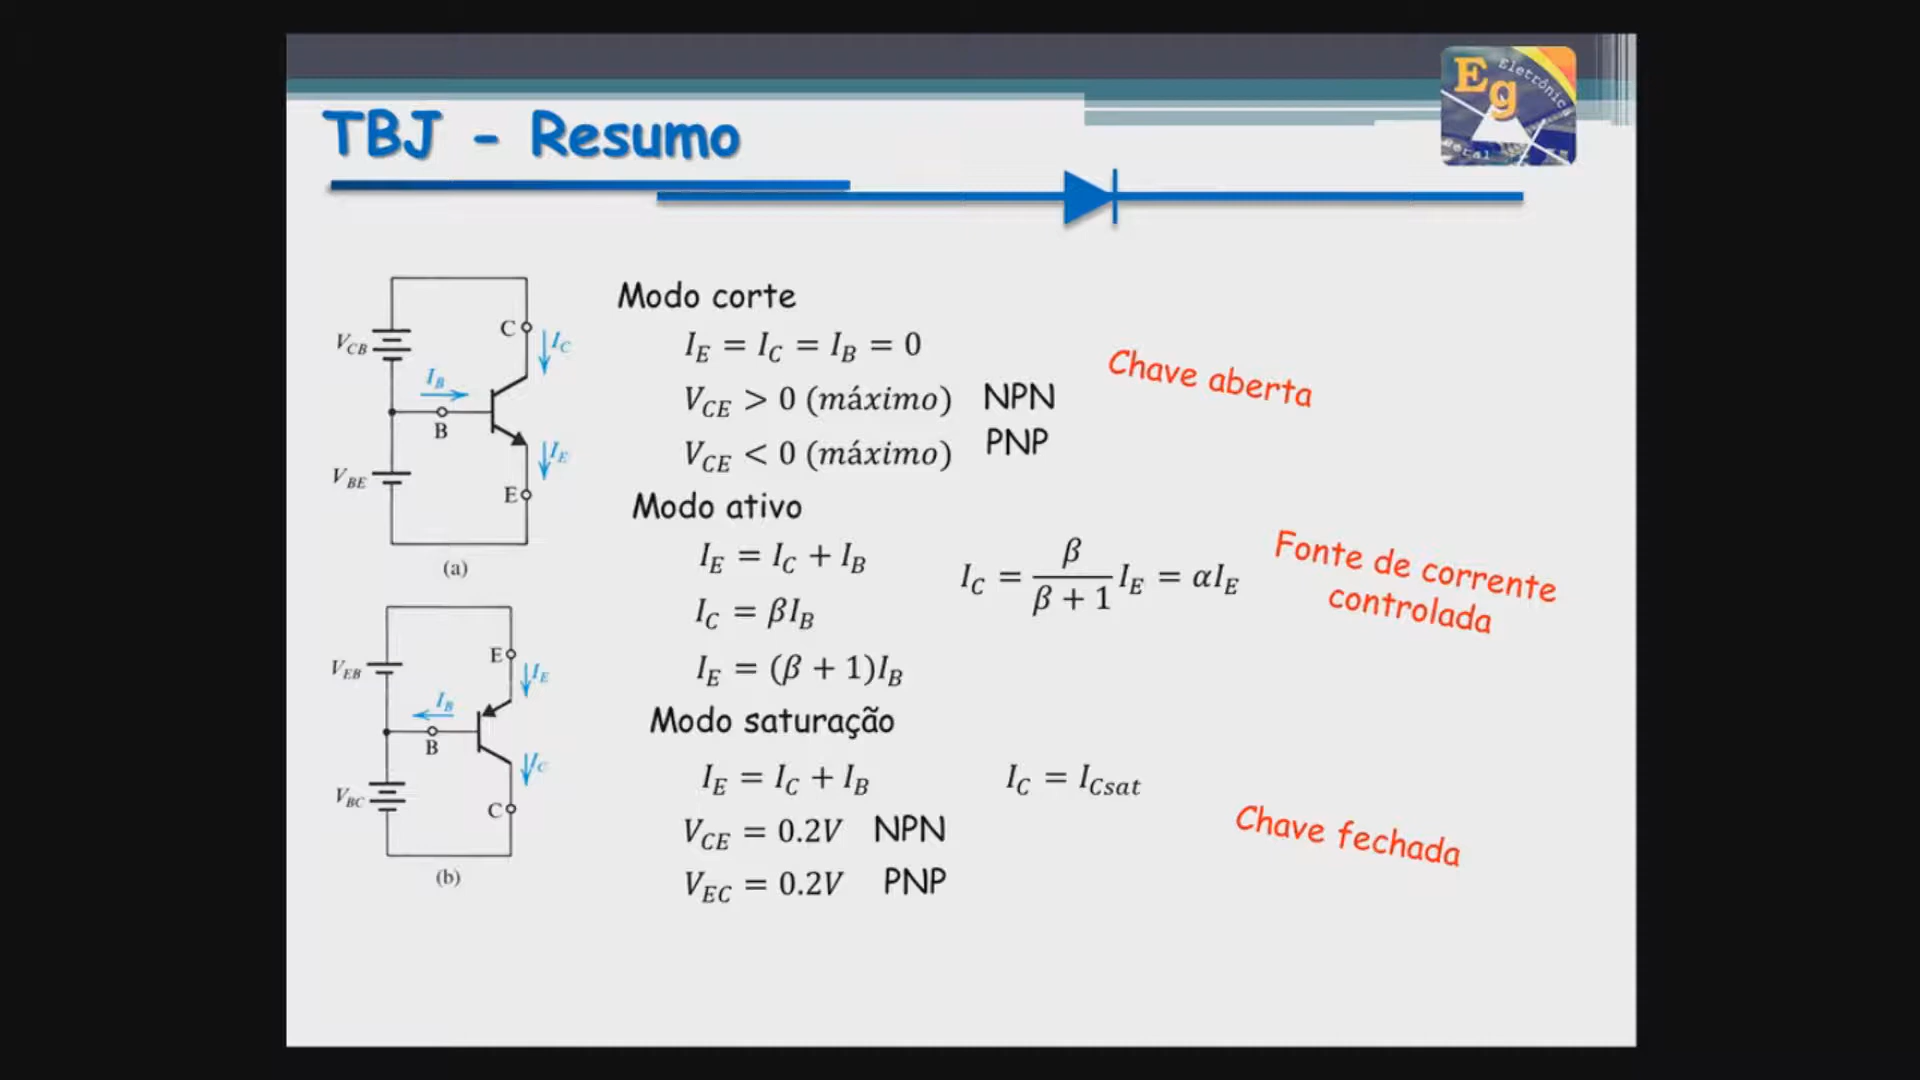 TBJ - Resumo
Eg
Eletrônic
Geral
V_CB
C
I_C
I_B
B
V_BE
I_E
E
(a)
E
V_EB
I_E
I_B
B
V_BC
I_C
C
(b)
Modo corte
I_E = I_C = I_B = 0
V_CE > 0 (máximo) NPN
V_CE < 0 (máximo) PNP
Chave aberta
Modo ativo
I_E = I_C + I_B
I_C = βI_B
I_E = (β + 1)I_B
I_C = β/(β + 1) I_E = αI_E
Fonte de corrente
controlada
Modo saturação
I_E = I_C + I_B I_C = I_Csat
V_CE = 0.2V NPN
V_EC = 0.2V PNP
Chave fechada